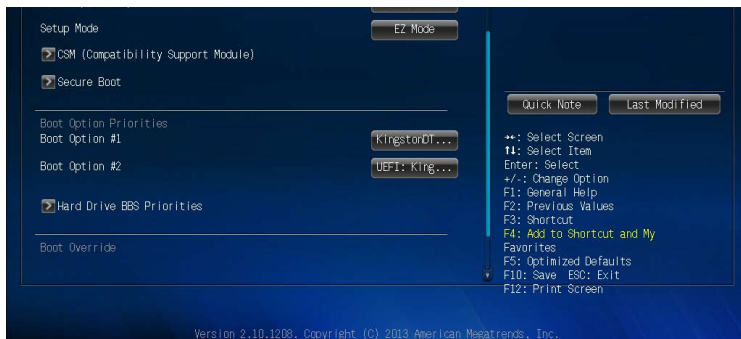 Setup Mode
EZ Mode
CSM (Compatibility Support Module)
Secure Boot
Boot Option Priorities
Boot Option #1
KingstonDT...
Boot Option #2
UEFI: King...
Hard Drive BBS Priorities
Boot Override
Quick Note
Last Modified
→←: Select Screen
↑↓: Select Item
Enter: Select
+/-: Change Option
F1: General Help
F2: Previous Values
F3: Shortcut
F4: Add to Shortcut and My
Favorites
F5: Optimized Defaults
F10: Save ESC: Exit
F12: Print Screen
Version 2.10.1208. Copyright (C) 2013 American Megatrends, Inc.